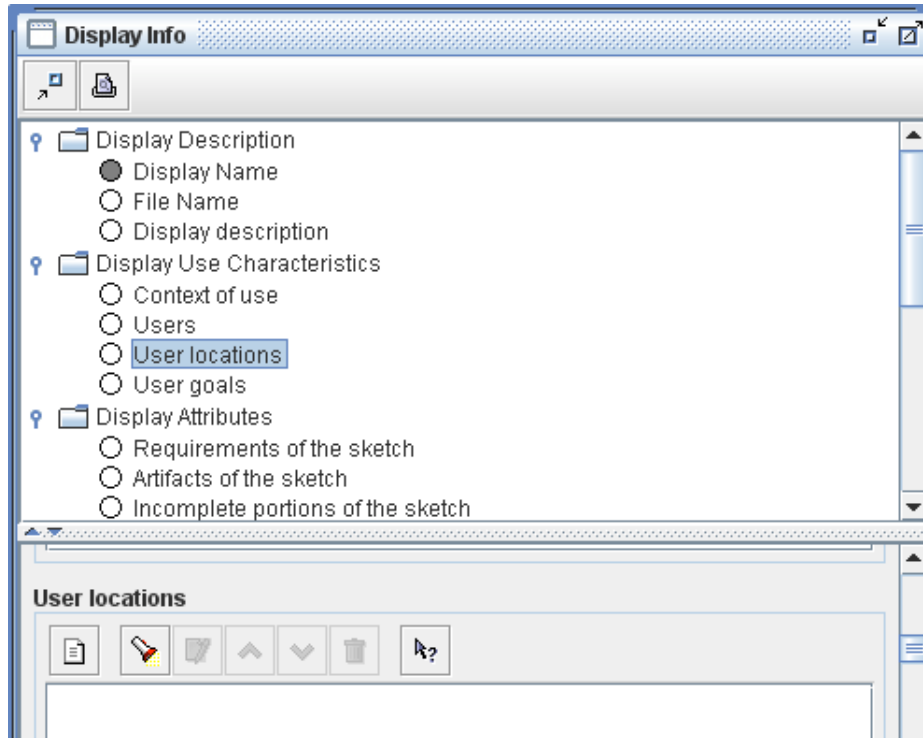 Display Info
Display Description
Display Name
File Name
Display description
Display Use Characteristics
Context of use
Users
User locations
User goals
Display Attributes
Requirements of the sketch
Artifacts of the sketch
Incomplete portions of the sketch
User locations